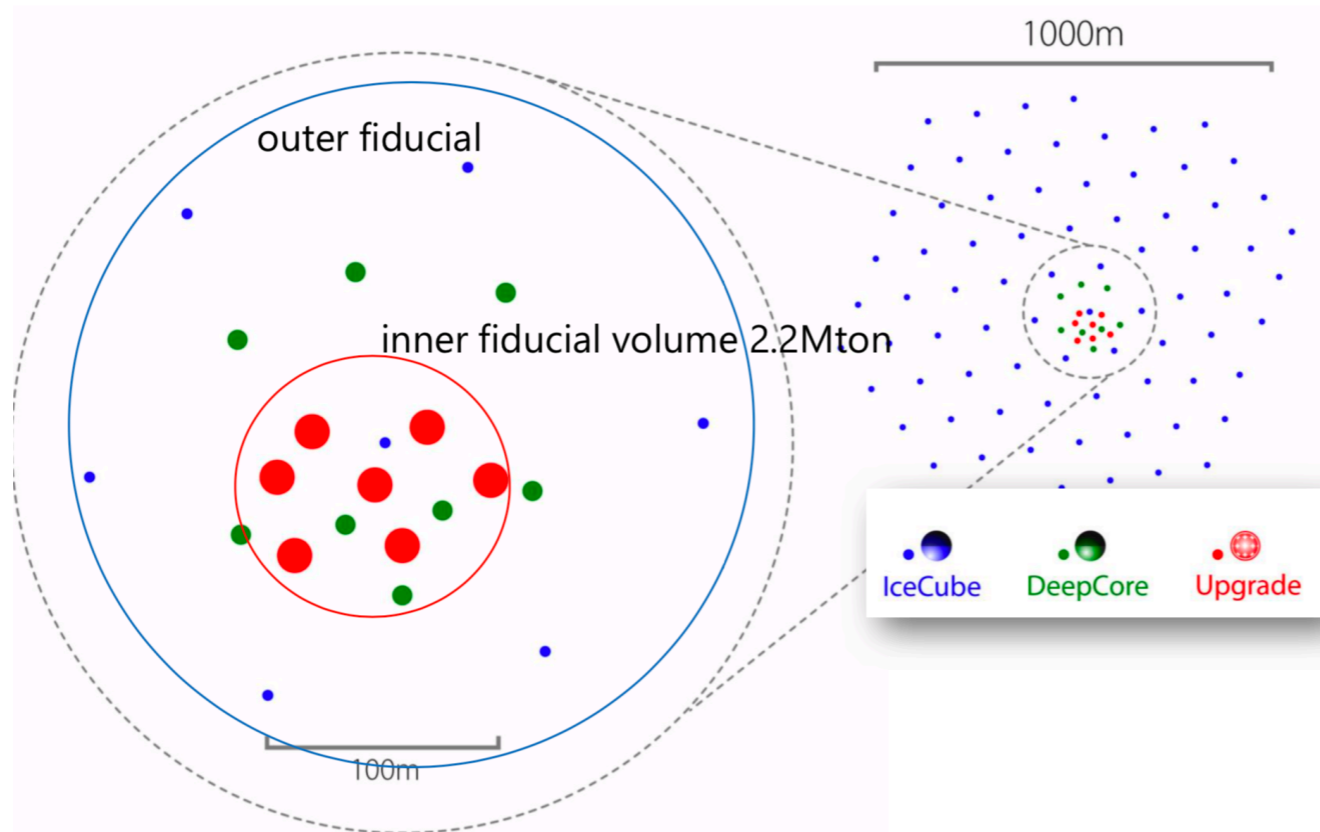 1000m
outer fiducial
inner fiducial volume 2.2Mton
IceCube
DeepCore
Upgrade
100m